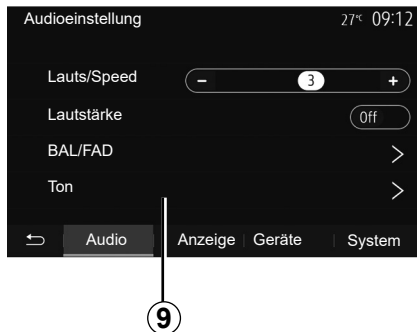 Audioeinstellung 27°C 09:12
Lauts/Speed - 3 +
Lautstärke Off
BAL/FAD >
Ton >
Audio Anzeige Geräte System
9